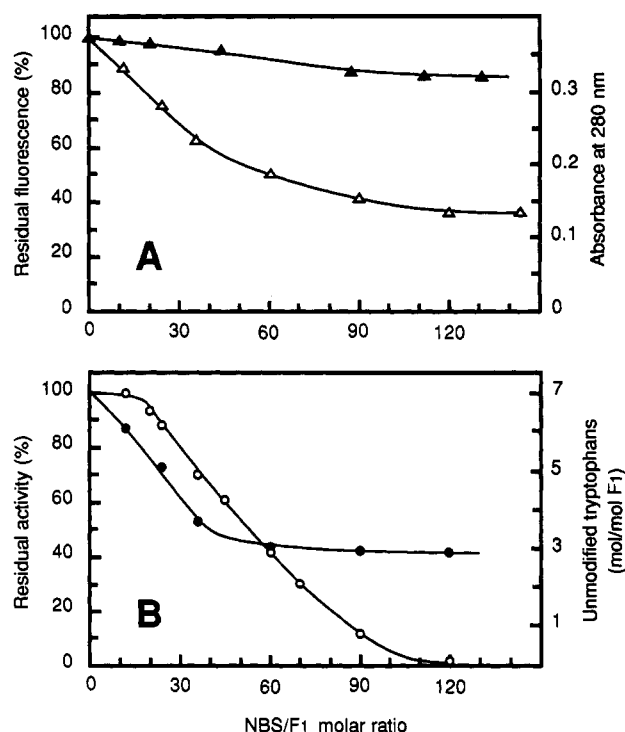 100
80
60
40
20
0
Residual fluorescence (%)
A
0.3
0.2
0.1
0
Absorbance at 280 nm
0 30 60 90 120
100
80
60
40
20
0
Residual activity (%)
B
7
5
3
1
Unmodified tryptophans
(mol/mol F1)
0 30 60 90 120
NBS/F1 molar ratio